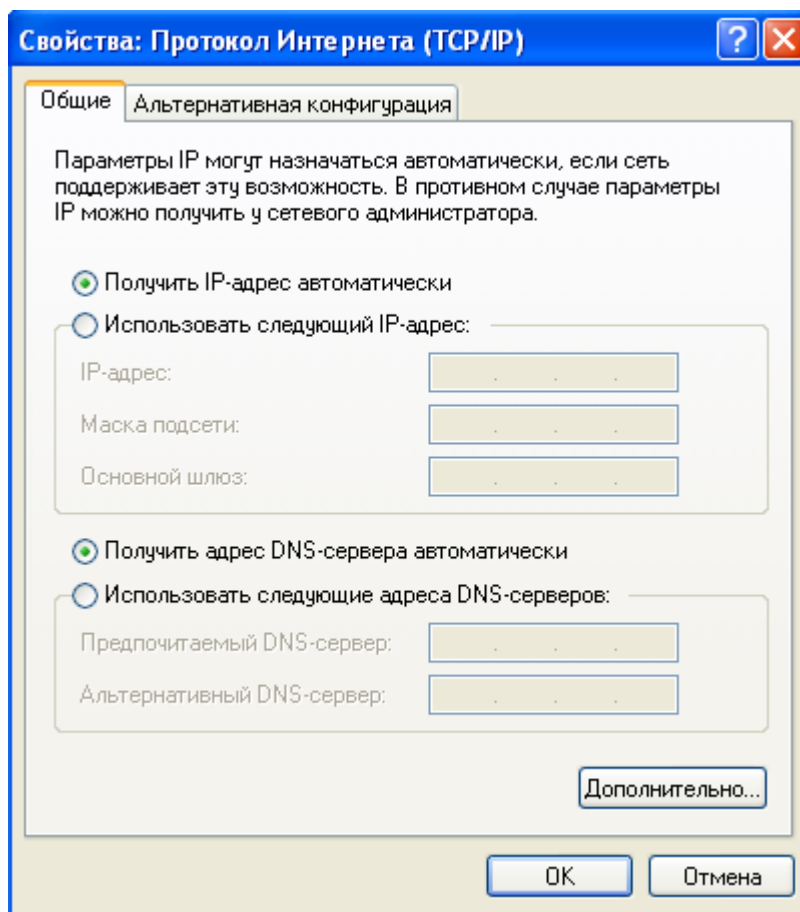 Свойства: Протокол Интернета (TCP/IP)
Общие
Альтернативная конфигурация
Параметры IP могут назначаться автоматически, если сеть
поддерживает эту возможность. В противном случае параметры
IP можно получить у сетевого администратора.
Получить IP-адрес автоматически
Использовать следующий IP-адрес:
IP-адрес:
Маска подсети:
Основной шлюз:
Получить адрес DNS-сервера автоматически
Использовать следующие адреса DNS-серверов:
Предпочитаемый DNS-сервер:
Альтернативный DNS-сервер:
Дополнительно...
OK
Отмена